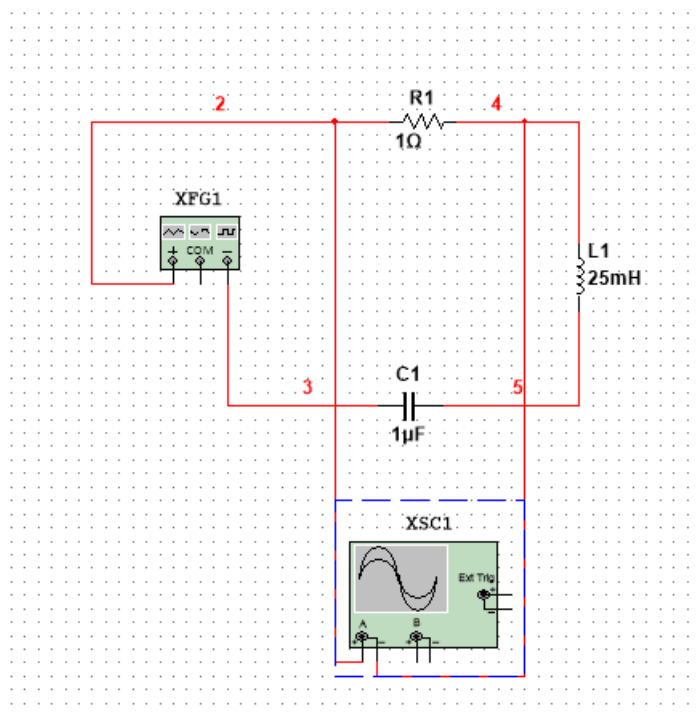 R1
2
4
1Ω
XFG1
+ COM −
L1
25mH
C1
3
5
1µF
XSC1
Ext Trig
+
−
A
B
+ − + −